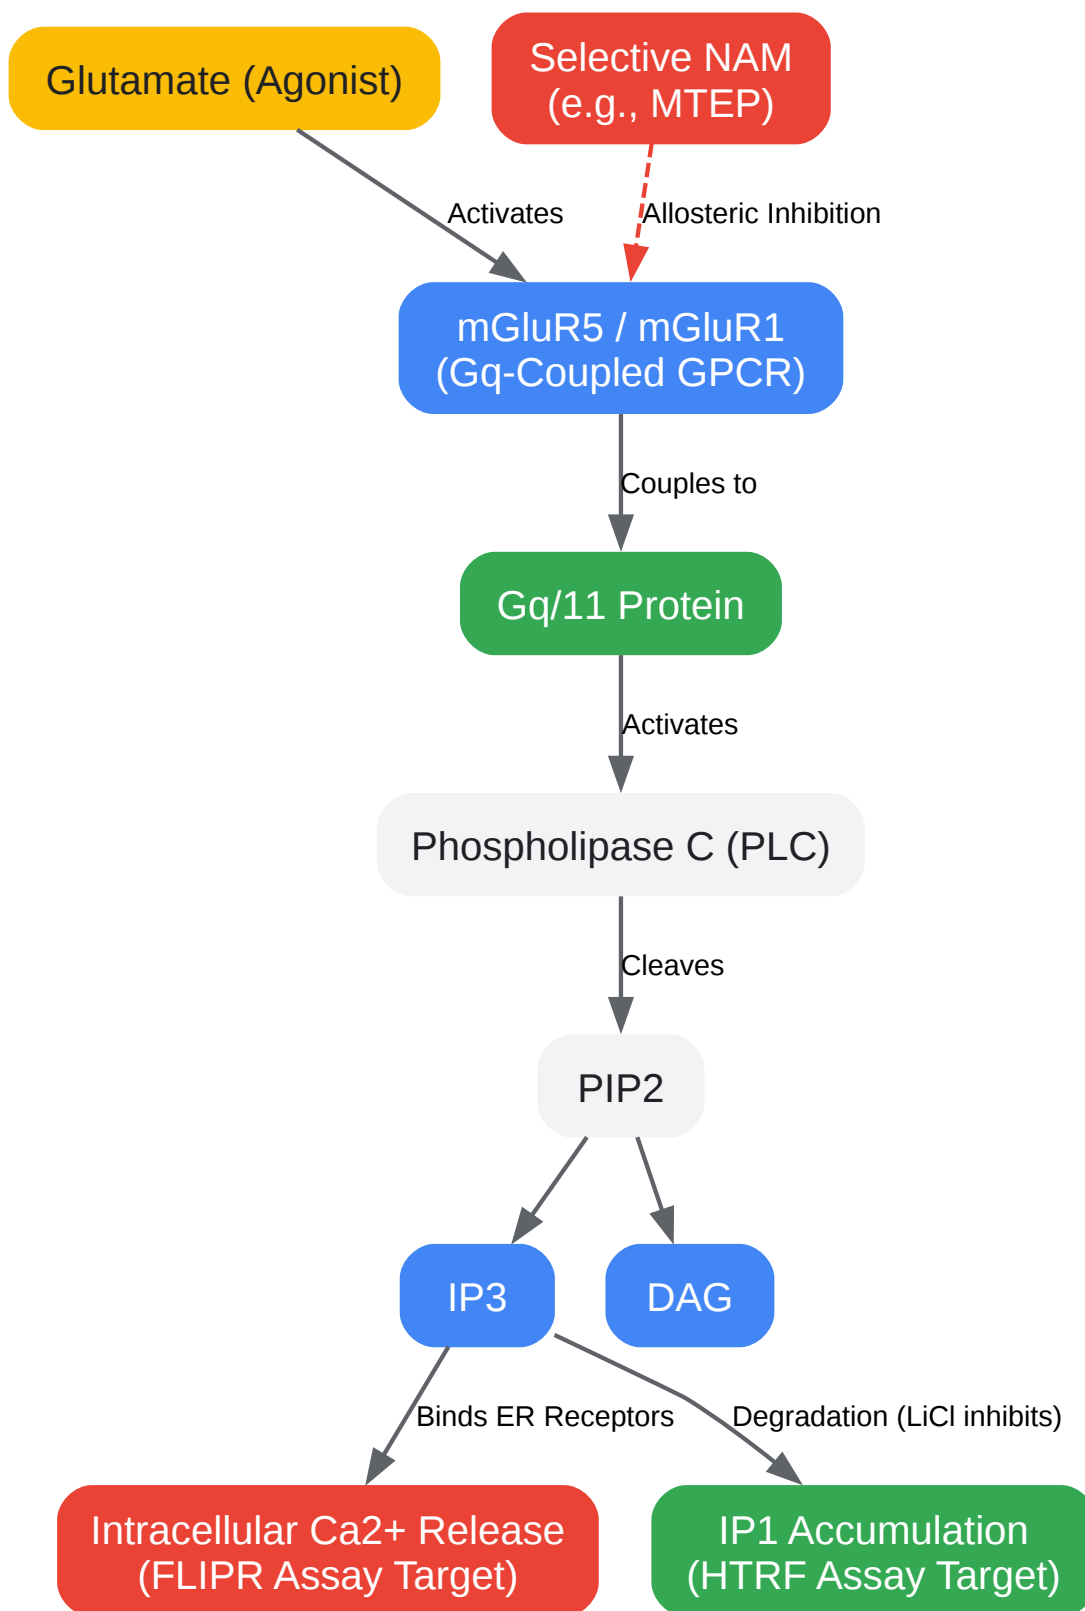 Glutamate (Agonist)
Selective NAM
(e.g., MTEP)
Activates
Allosteric Inhibition
mGluR5 / mGluR1
(Gq-Coupled GPCR)
Couples to
Gq/11 Protein
Activates
Phospholipase C (PLC)
Cleaves
PIP2
IP3
DAG
Binds ER Receptors
Degradation (LiCl inhibits)
Intracellular Ca2+ Release
(FLIPR Assay Target)
IP1 Accumulation
(HTRF Assay Target)